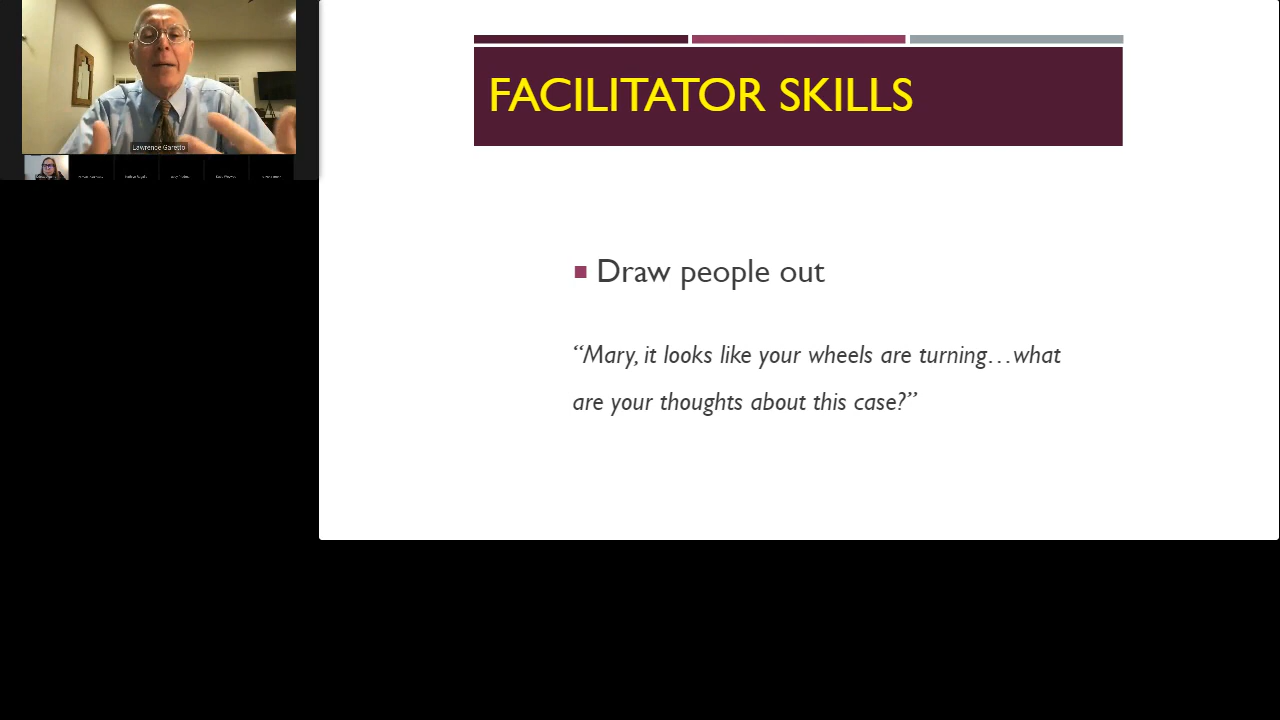 Lawrence Garetto
FACILITATOR SKILLS
Draw people out
“Mary, it looks like your wheels are turning…what
are your thoughts about this case?”